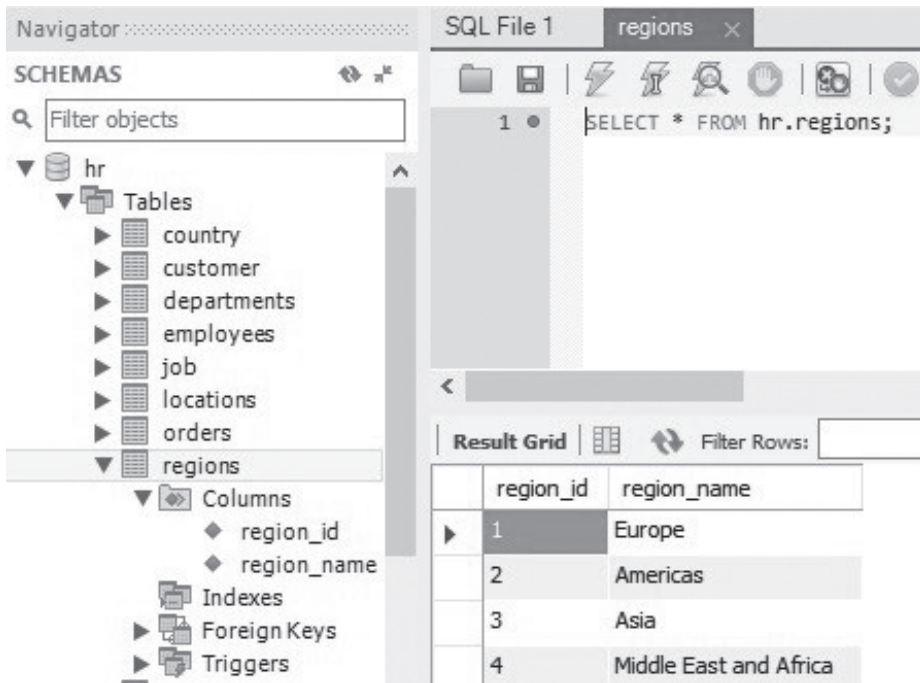 Navigator
SCHEMAS
Filter objects
hr
Tables
country
customer
departments
employees
job
locations
orders
regions
Columns
region_id
region_name
Indexes
Foreign Keys
Triggers
SQL File 1
regions
1
SELECT * FROM hr.regions;
Result Grid
Filter Rows:
region_id region_name
1 Europe
2 Americas
3 Asia
4 Middle East and Africa